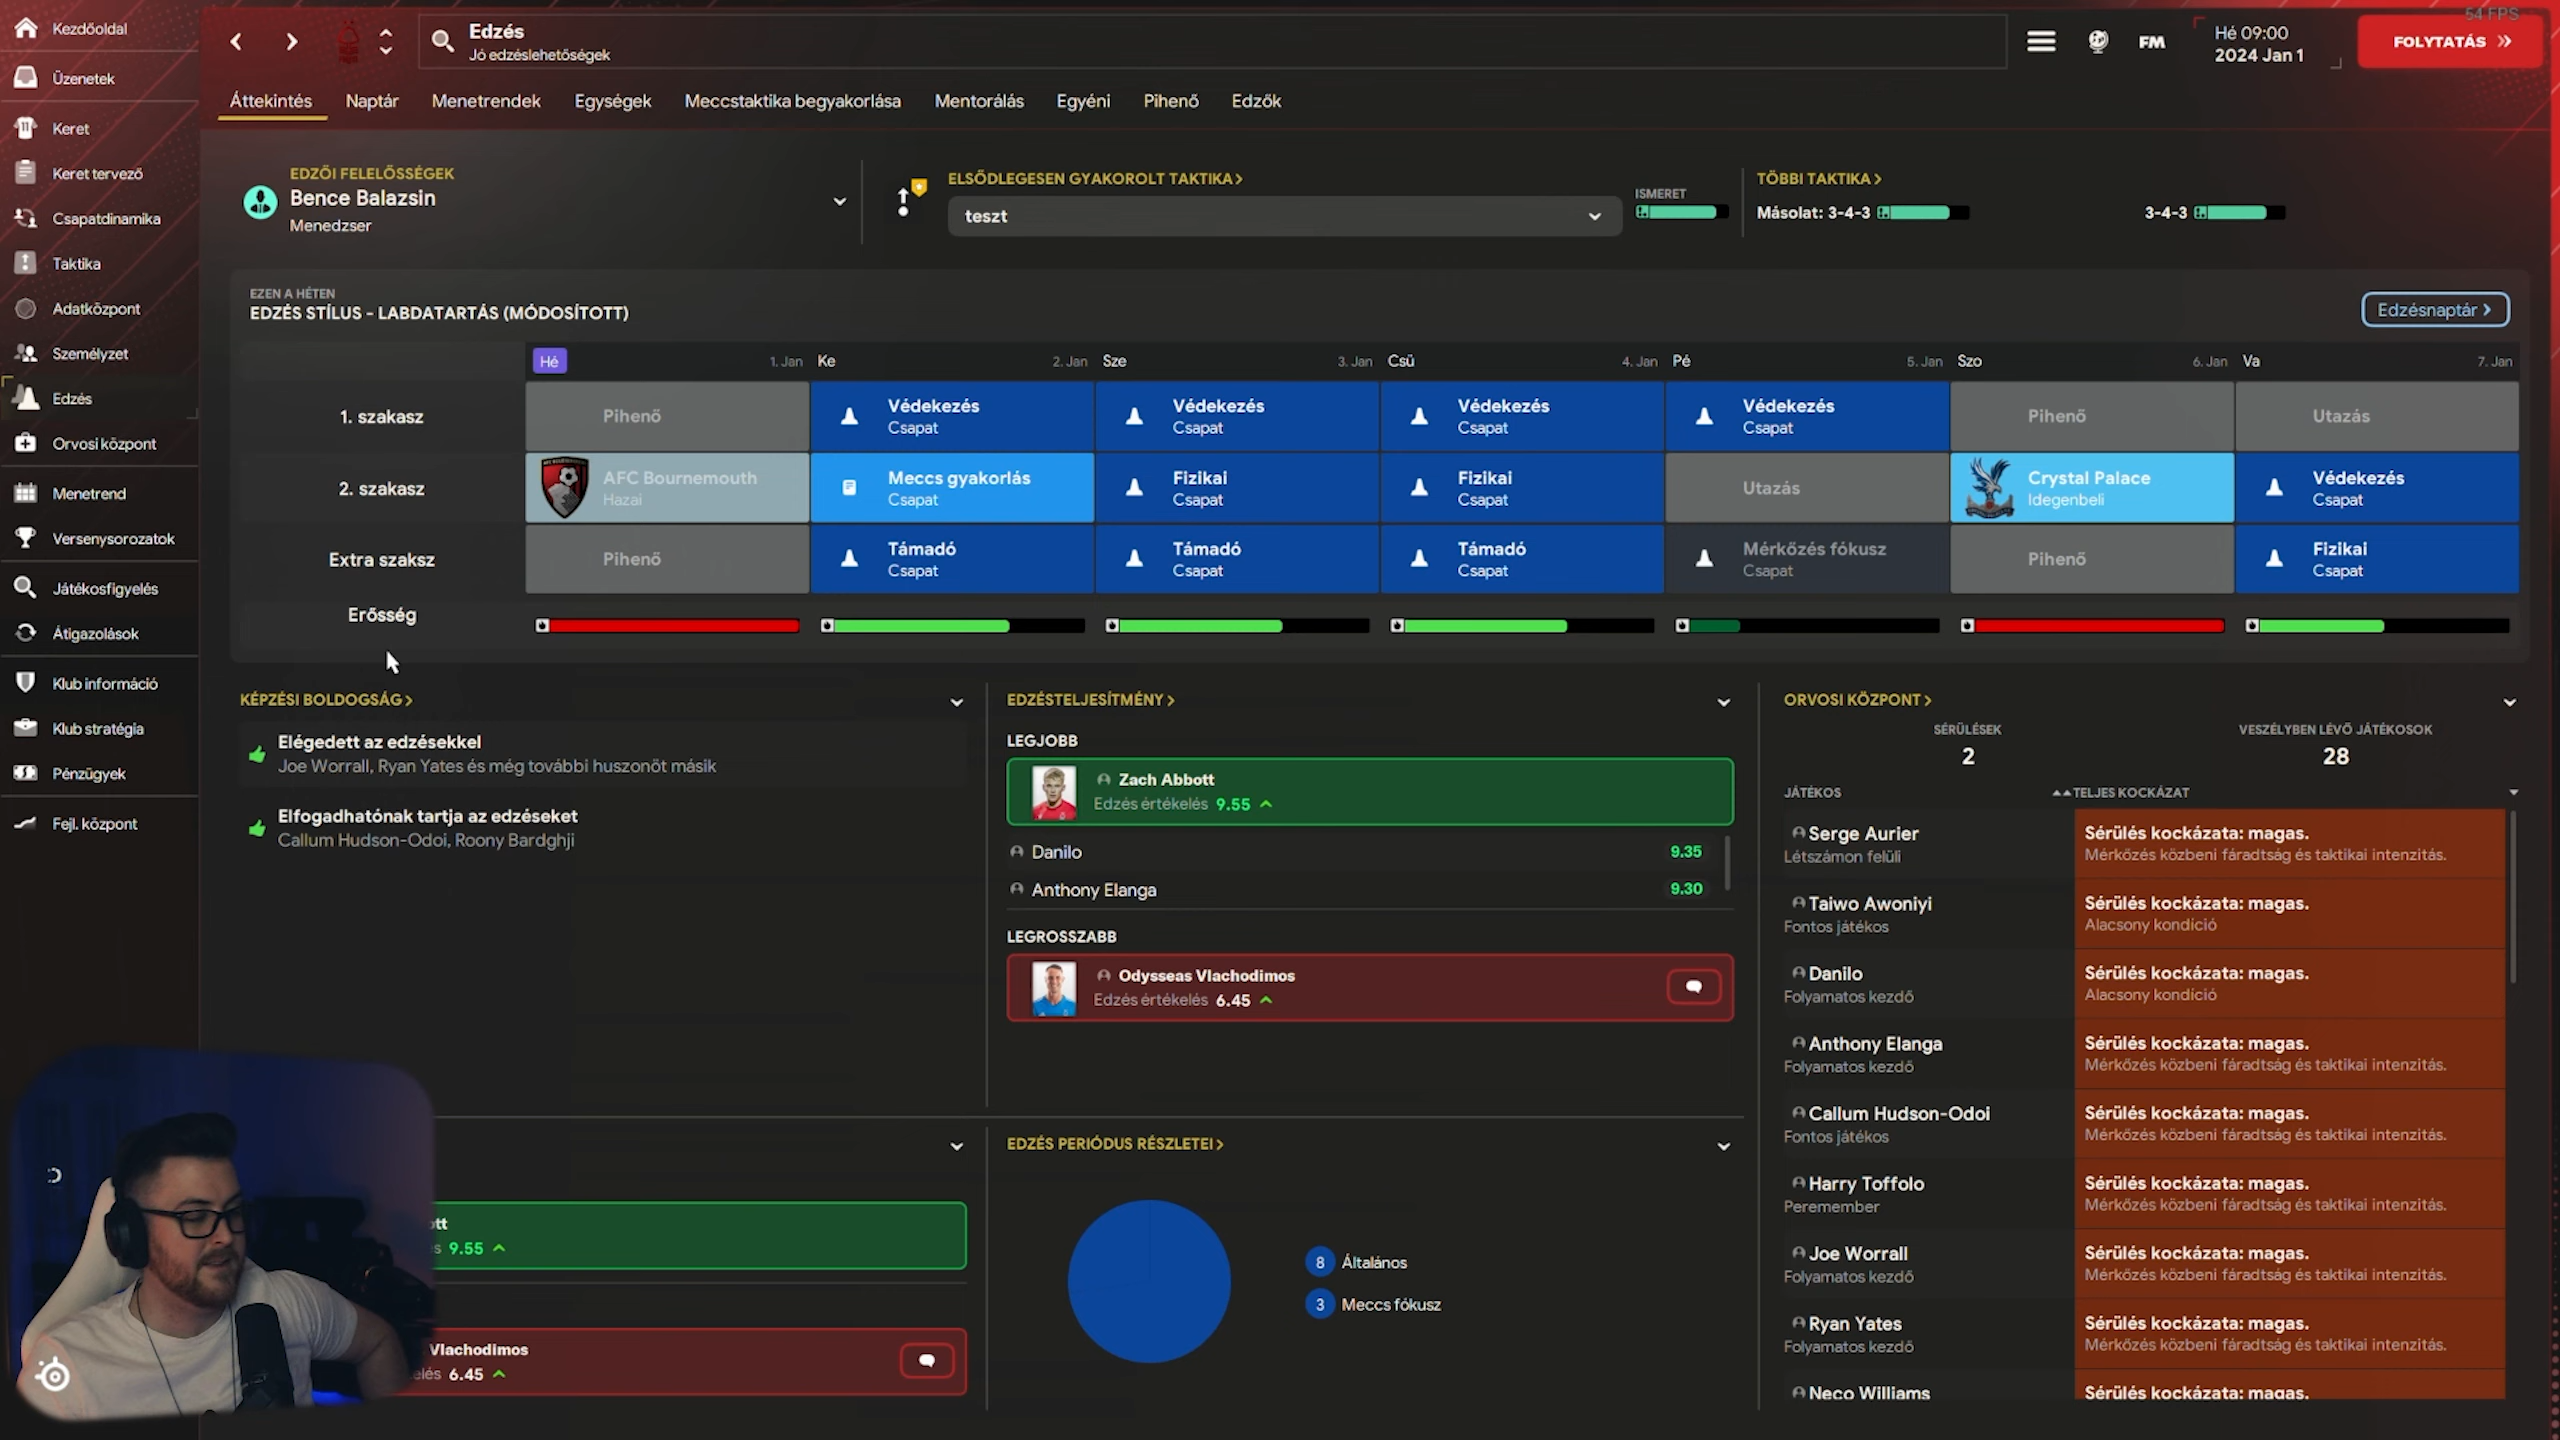 54 FPS
Kezdőoldal
Üzenetek
Keret
Keret tervező
Csapatdinamika
Taktika
Adatközpont
Személyzet
Edzés
Orvosi központ
Menetrend
Versenysorozatok
Játékosfigyelés
Átigazolások
Klub információ
Klub stratégia
Pénzügyek
Fejl. központ
Edzés
Jó edzéslehetőségek
FM
Hé 09:00
2024 Jan 1
FOLYTATÁS
Áttekintés Naptár Menetrendek Egységek Meccstaktika begyakorlása Mentorálás Egyéni Pihenő Edzők
EDZŐI FELELŐSSÉGEK
Bence Balazsin
Menedzser
ELSŐDLEGESEN GYAKOROLT TAKTIKA
teszt
ISMERET
TÖBBI TAKTIKA
Másolat: 3-4-3
3-4-3
EZEN A HÉTEN
EDZÉS STÍLUS - LABDATARTÁS (MÓDOSÍTOTT)
Edzésnaptár
Hé 1. Jan Ke 2. Jan Sze 3. Jan Csü 4. Jan Pé 5. Jan Szo 6. Jan Va 7. Jan
1. szakasz
Pihenő
Védekezés
Csapat
Védekezés
Csapat
Védekezés
Csapat
Védekezés
Csapat
Pihenő
Utazás
2. szakasz
AFC Bournemouth
Hazai
Meccs gyakorlás
Csapat
Fizikai
Csapat
Fizikai
Csapat
Utazás
Crystal Palace
Idegenbeli
Védekezés
Csapat
Extra szaksz
Pihenő
Támadó
Csapat
Támadó
Csapat
Támadó
Csapat
Mérkőzés fókusz
Csapat
Pihenő
Fizikai
Csapat
Erősség
KÉPZÉSI BOLDOGSÁG
Elégedett az edzésekkel
Joe Worrall, Ryan Yates és még további huszonöt másik
Elfogadhatónak tartja az edzéseket
Callum Hudson-Odoi, Roony Bardghji
EDZÉSTELJESÍTMÉNY
LEGJOBB
Zach Abbott
Edzés értékelés 9.55
Danilo 9.35
Anthony Elanga 9.30
LEGROSSZABB
Odysseas Vlachodimos
Edzés értékelés 6.45
ORVOSI KÖZPONT
SÉRÜLÉSEK
2
VESZÉLYBEN LÉVŐ JÁTÉKOSOK
28
JÁTÉKOS TELJES KOCKÁZAT
Serge Aurier
Létszámon felüli
Sérülés kockázata: magas.
Mérkőzés közbeni fáradtság és taktikai intenzitás.
Taiwo Awoniyi
Fontos játékos
Sérülés kockázata: magas.
Alacsony kondíció
Danilo
Folyamatos kezdő
Sérülés kockázata: magas.
Alacsony kondíció
Anthony Elanga
Folyamatos kezdő
Sérülés kockázata: magas.
Mérkőzés közbeni fáradtság és taktikai intenzitás.
Callum Hudson-Odoi
Fontos játékos
Sérülés kockázata: magas.
Mérkőzés közbeni fáradtság és taktikai intenzitás.
Harry Toffolo
Peremember
Sérülés kockázata: magas.
Mérkőzés közbeni fáradtság és taktikai intenzitás.
Joe Worrall
Folyamatos kezdő
Sérülés kockázata: magas.
Mérkőzés közbeni fáradtság és taktikai intenzitás.
Ryan Yates
Folyamatos kezdő
Sérülés kockázata: magas.
Mérkőzés közbeni fáradtság és taktikai intenzitás.
Neco Williams
Sérülés kockázata: magas.
tt
s 9.55
Vlachodimos
elés 6.45
EDZÉS PERIÓDUS RÉSZLETEI
8 Általános
3 Meccs fókusz